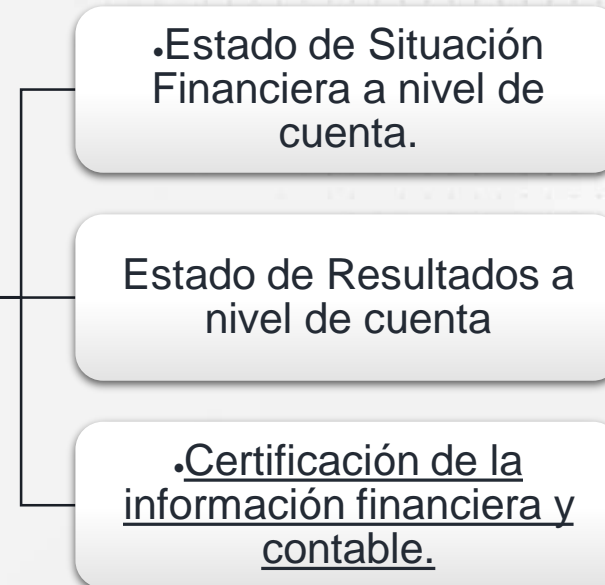 •Estado de Situación
Financiera a nivel de
cuenta.
Estado de Resultados a
nivel de cuenta
•Certificación de la
información financiera y
contable.